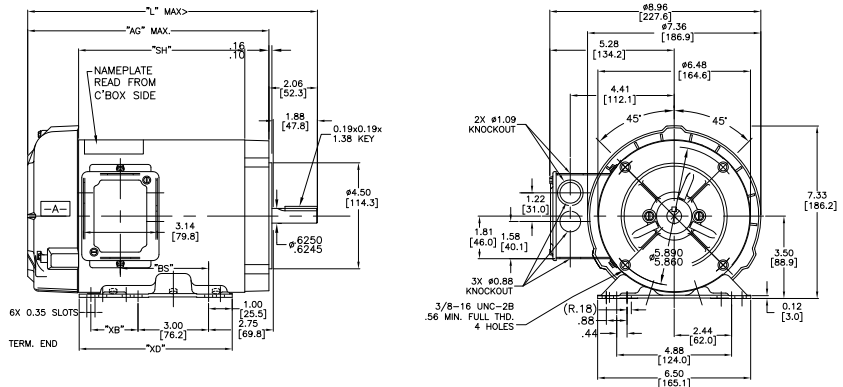 "L" MAX>
"AG" MAX.
"SH"
.16
.10
NAMEPLATE
READ FROM
C'BOX SIDE
2.06
[52.3]
1.88
[47.8]
0.19x0.19x
1.38 KEY
-A-
ø4.50
[114.3]
3.14
[79.8]
ø.6250
.6245
"BS"
6X 0.35 SLOTS
"XB"
3.00
[76.2]
1.00
[25.5]
2.75
[69.8]
TERM. END
"XD"
ø8.96
[227.6]
ø7.36
[186.9]
5.28
[134.2]
ø6.48
[164.6]
4.41
[112.1]
45°
45°
2X ø1.09
KNOCKOUT
1.22
[31.0]
1.81
[46.0]
1.58
[40.1]
7.33
[186.2]
3.50
[88.9]
ø5.890
5.860
3X ø0.88
KNOCKOUT
3/8-16 UNC-2B
.56 MIN. FULL THD.
4 HOLES
(R.18)
.88
.44
0.12
[3.0]
2.44
[62.0]
4.88
[124.0]
6.50
[165.1]